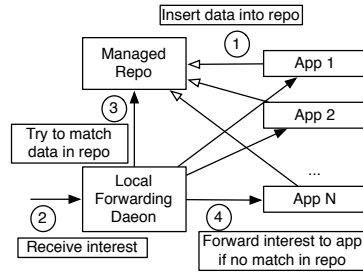 Insert data into repo
1
Managed
Repo
App 1
App 2
3
Try to match
data in repo
...
Local
Forwarding
Daeon
App N
2
4
Receive interest
Forward interest to app
if no match in repo